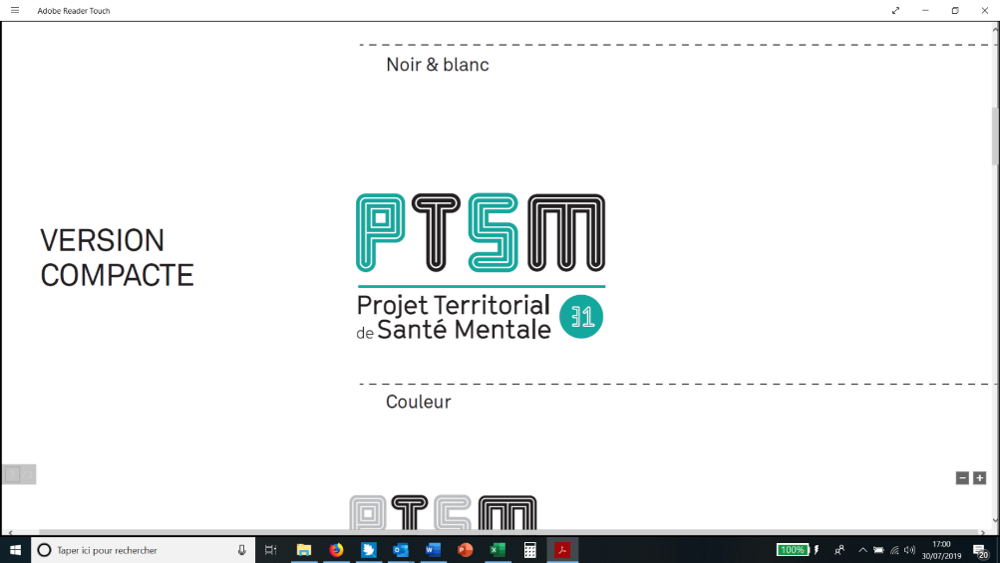 Adobe Reader Touch
Noir & blanc
VERSION
COMPACTE
PTSM
Projet Territorial
de Santé Mentale
31
Couleur
PTSM
Taper ici pour rechercher
100%
17:00
30/07/2019
20